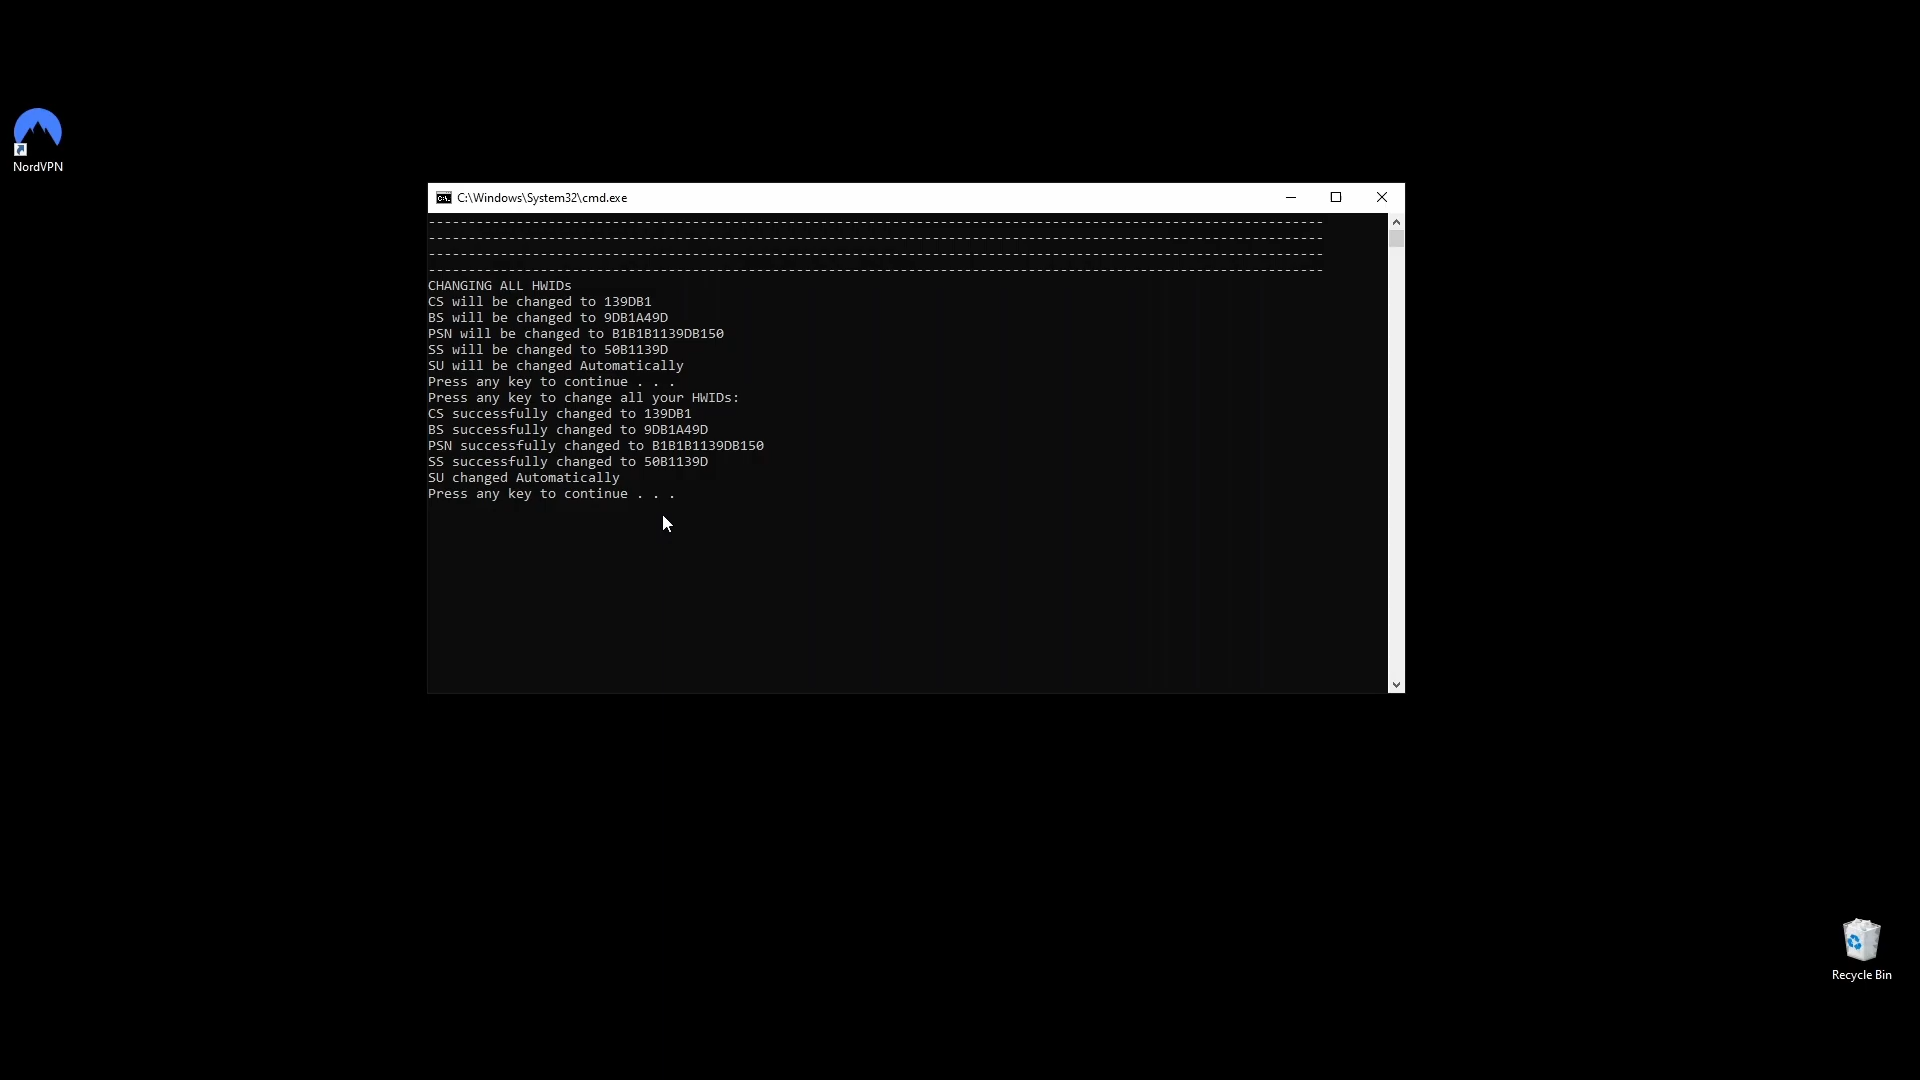 NordVPN
C:\Windows\System32\cmd.exe
--------------------------------------------------------------------------------------------------------------
--------------------------------------------------------------------------------------------------------------
--------------------------------------------------------------------------------------------------------------
--------------------------------------------------------------------------------------------------------------
CHANGING ALL HWIDs
CS will be changed to 139DB1
BS will be changed to 9DB1A49D
PSN will be changed to B1B1B1139DB150
SS will be changed to 50B1139D
SU will be changed Automatically
Press any key to continue . . .
Press any key to change all your HWIDs:
CS successfully changed to 139DB1
BS successfully changed to 9DB1A49D
PSN successfully changed to B1B1B1139DB150
SS successfully changed to 50B1139D
SU changed Automatically
Press any key to continue . . .
Recycle Bin